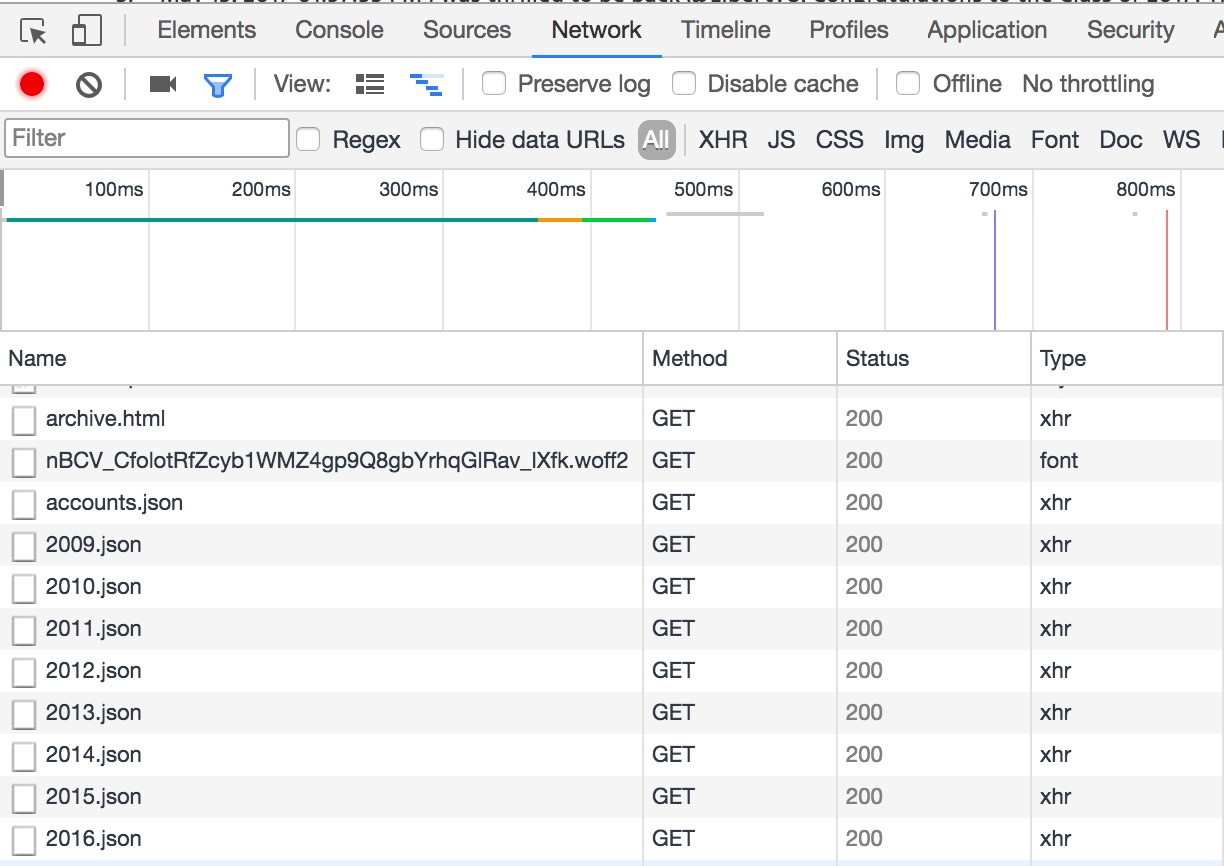 Elements Console Sources Network Timeline Profiles Application Security
View: Preserve log Disable cache Offline No throttling
Filter Regex Hide data URLs All XHR JS CSS Img Media Font Doc WS
100ms 200ms 300ms 400ms 500ms 600ms 700ms 800ms
Name Method Status Type
archive.html GET 200 xhr
nBCV_CfolotRfZcyb1WMZ4gp9Q8gbYrhqGlRav_lXfk.woff2 GET 200 font
accounts.json GET 200 xhr
2009.json GET 200 xhr
2010.json GET 200 xhr
2011.json GET 200 xhr
2012.json GET 200 xhr
2013.json GET 200 xhr
2014.json GET 200 xhr
2015.json GET 200 xhr
2016.json GET 200 xhr